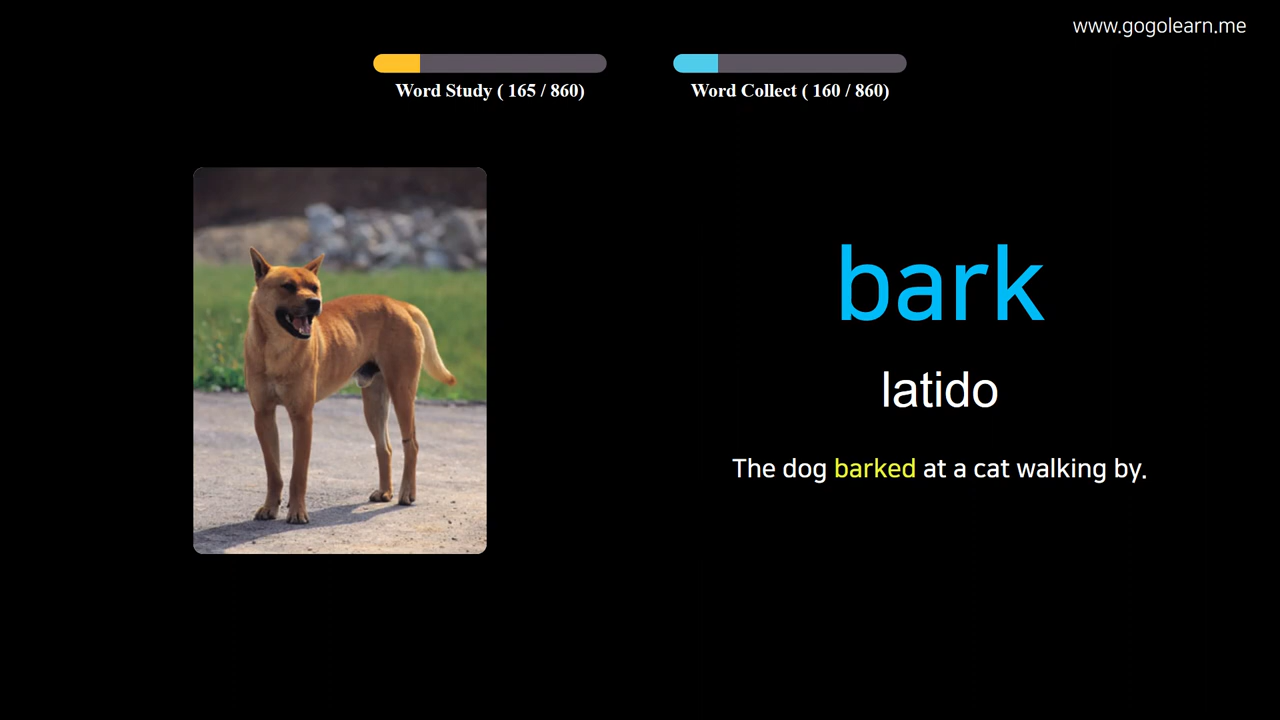 www.gogolearn.me
Word Study ( 165 / 860)
Word Collect ( 160 / 860)
bark
latido
The dog barked at a cat walking by.